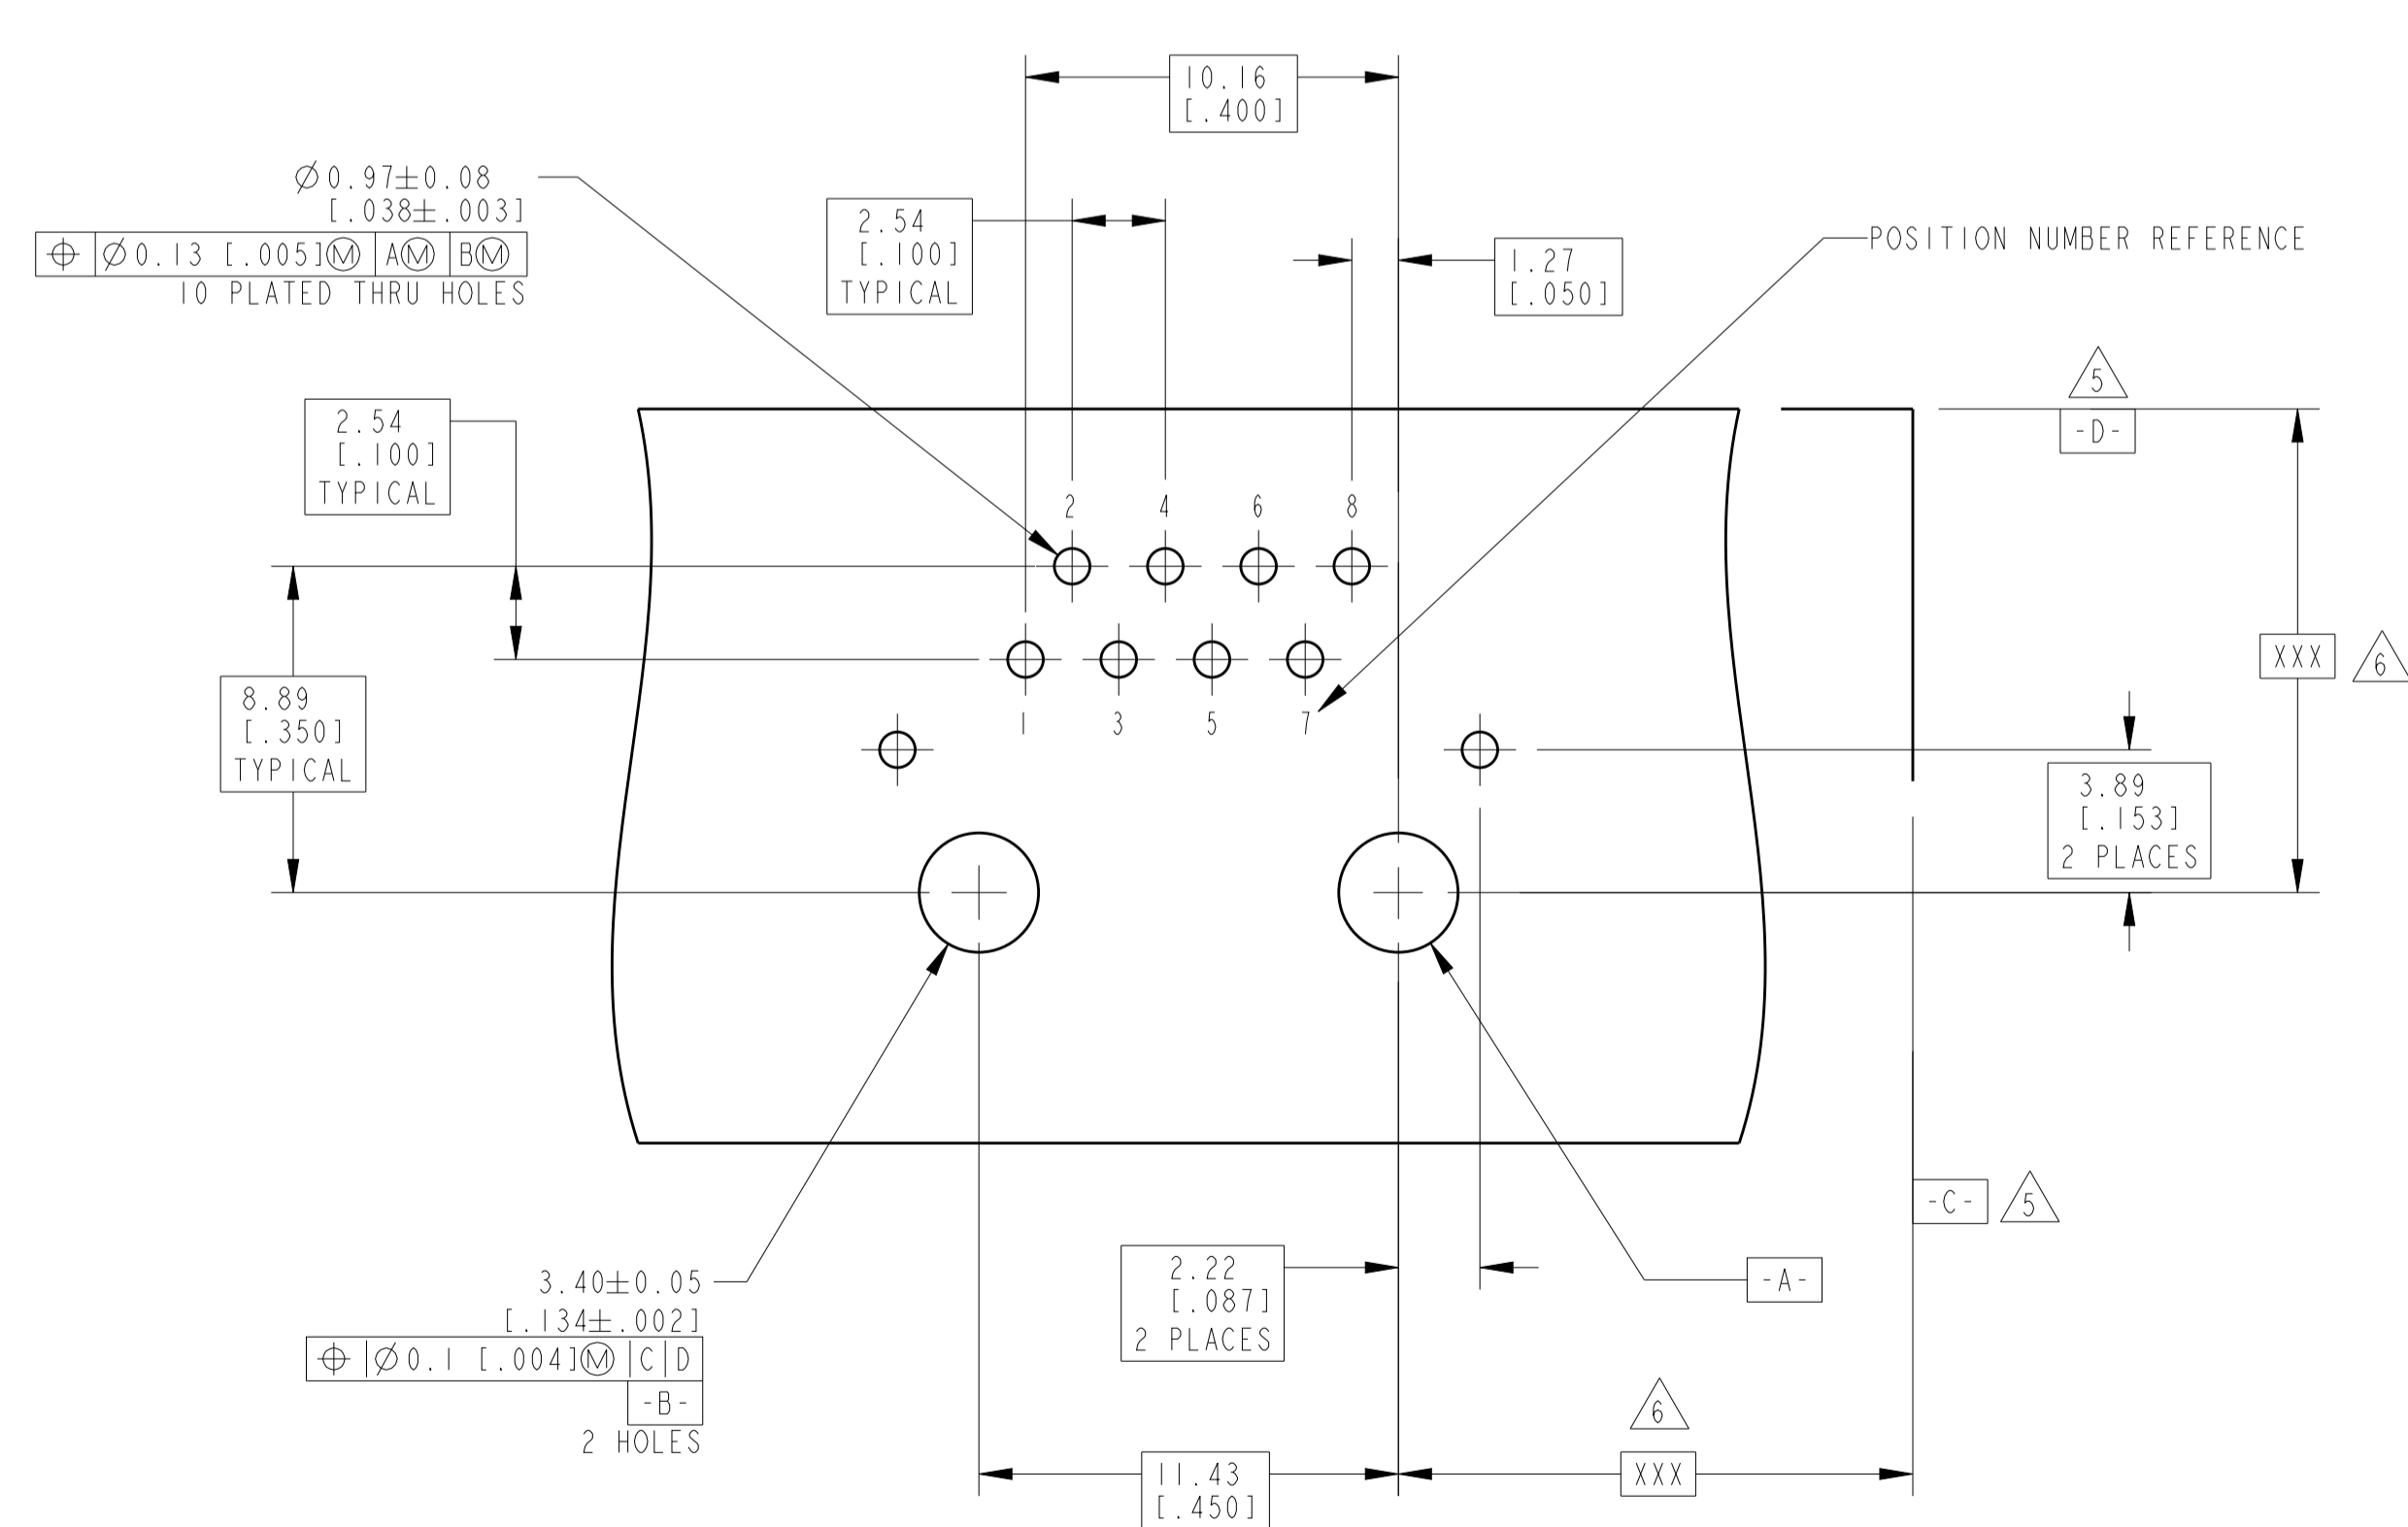 10.16
[.400]
Ø0.97±0.08
[.038±.003]
⌖ Ø0.13 [.005]Ⓜ AⓂ BⓂ
10 PLATED THRU HOLES
2.54
[.100]
TYPICAL
1.27
[.050]
POSITION NUMBER REFERENCE
5
-D-
2.54
[.100]
TYPICAL
2 4 6 8
XXX
6
8.89
[.350]
TYPICAL
1 3 5 7
3.89
[.153]
2 PLACES
-C-
5
2.22
[.087]
2 PLACES
-A-
3.40±0.05
[.134±.002]
⌖|Ø0.1 [.004]Ⓜ|C|D
-B-
2 HOLES
6
XXX
11.43
[.450]